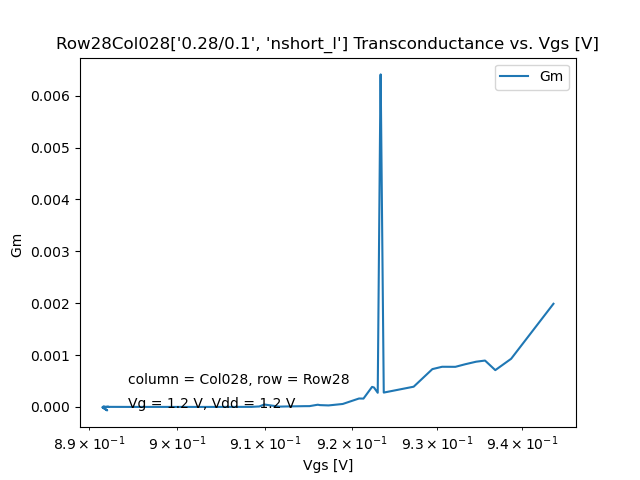 Row28Col028['0.28/0.1', 'nshort_l'] Transconductance vs. Vgs [V]
Gm
0.006
0.005
0.004
0.003
0.002
0.001
0.000
Gm
column = Col028, row = Row28
Vg = 1.2 V, Vdd = 1.2 V
8.9 × 10⁻¹
9 × 10⁻¹
9.1 × 10⁻¹
9.2 × 10⁻¹
9.3 × 10⁻¹
9.4 × 10⁻¹
Vgs [V]